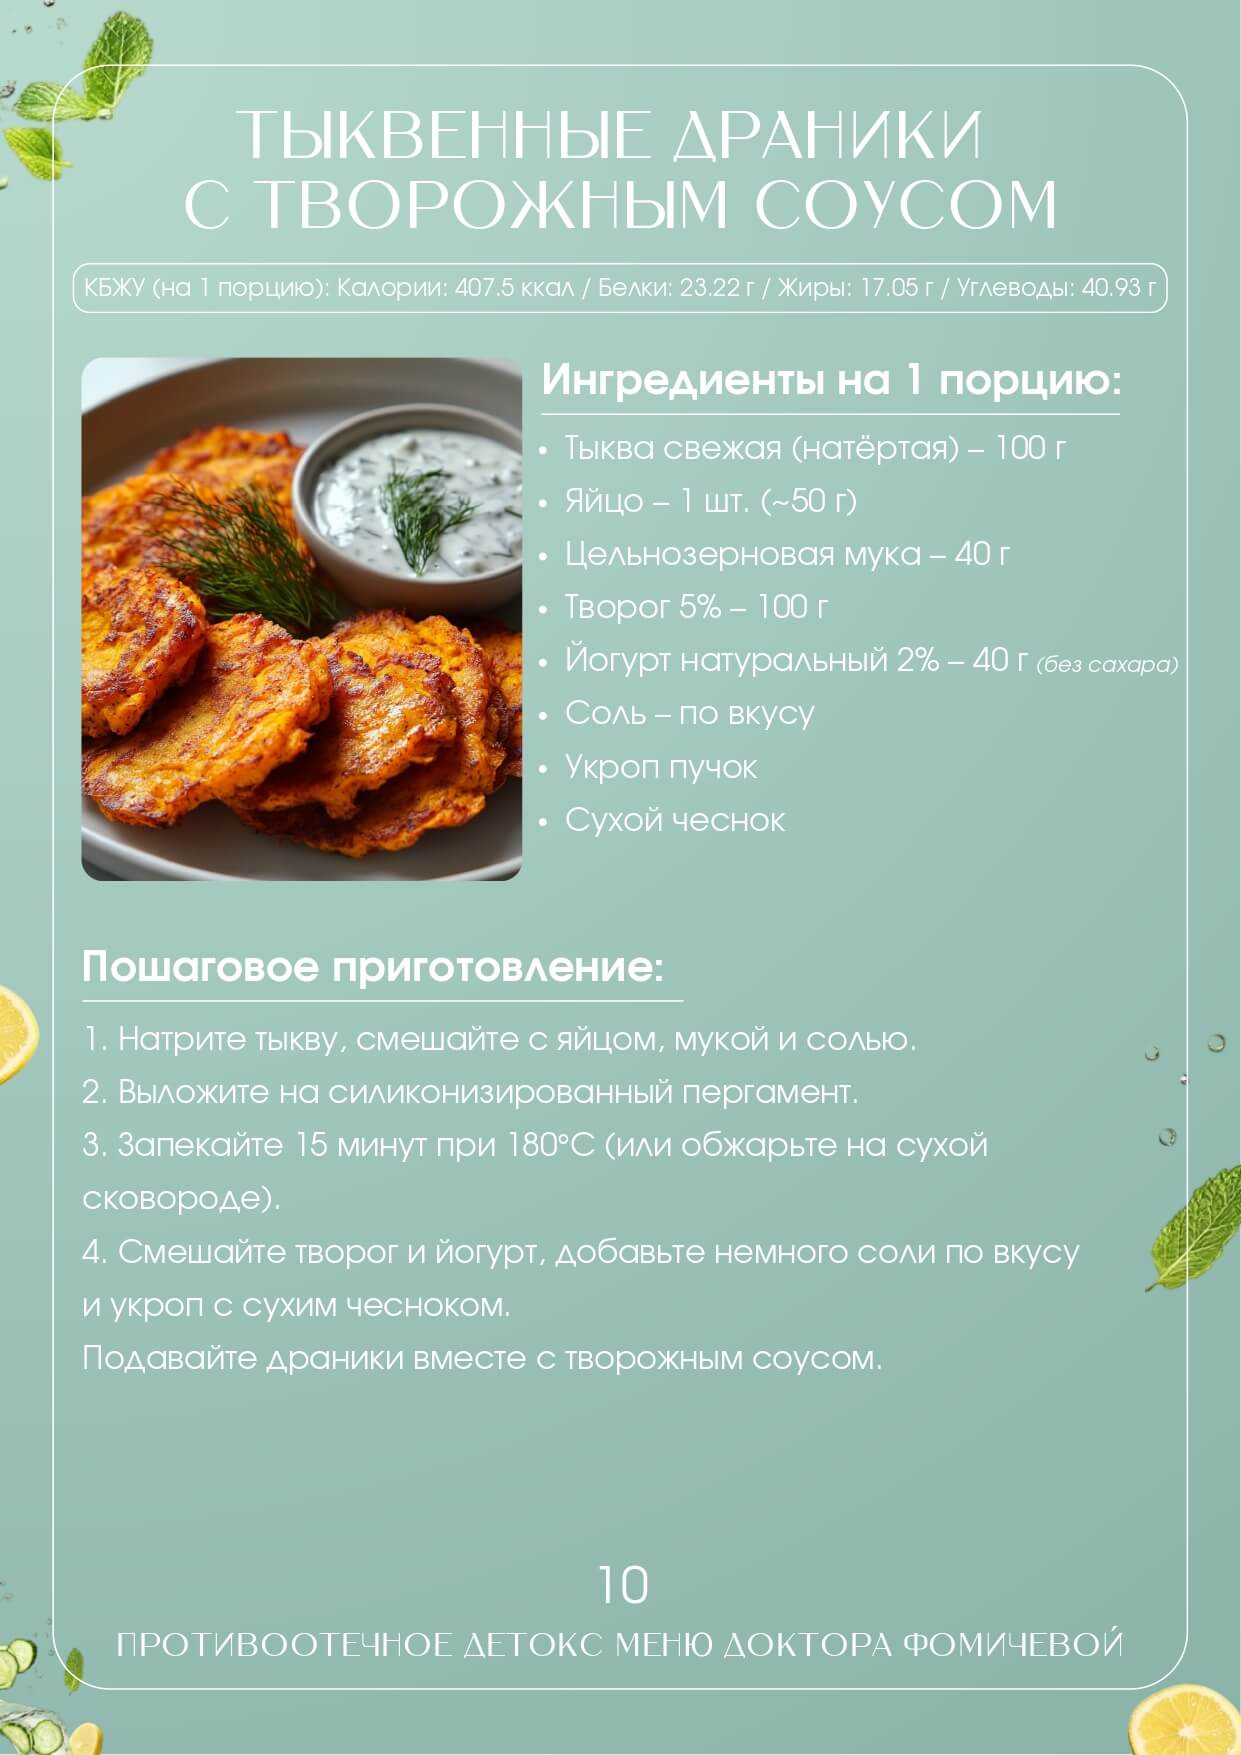 ТЫКВЕННЫЕ ДРАНИКИ
С ТВОРОЖНЫМ СОУСОМ
КБЖУ (на 1 порцию): Калории: 407.5 ккал / Белки: 23.22 г / Жиры: 17.05 г / Углеводы: 40.93 г
Ингредиенты на 1 порцию:
• Тыква свежая (натёртая) – 100 г
• Яйцо – 1 шт. (~50 г)
• Цельнозерновая мука – 40 г
• Творог 5% – 100 г
• Йогурт натуральный 2% – 40 г (без сахара)
• Соль – по вкусу
• Укроп пучок
• Сухой чеснок
Пошаговое приготовление:
1. Натрите тыкву, смешайте с яйцом, мукой и солью.
2. Выложите на силиконизированный пергамент.
3. Запекайте 15 минут при 180°C (или обжарьте на сухой
сковороде).
4. Смешайте творог и йогурт, добавьте немного соли по вкусу
и укроп с сухим чесноком.
Подавайте драники вместе с творожным соусом.
10
ПРОТИВООТЕЧНОЕ ДЕТОКС МЕНЮ ДОКТОРА ФОМИЧЕВОЙ